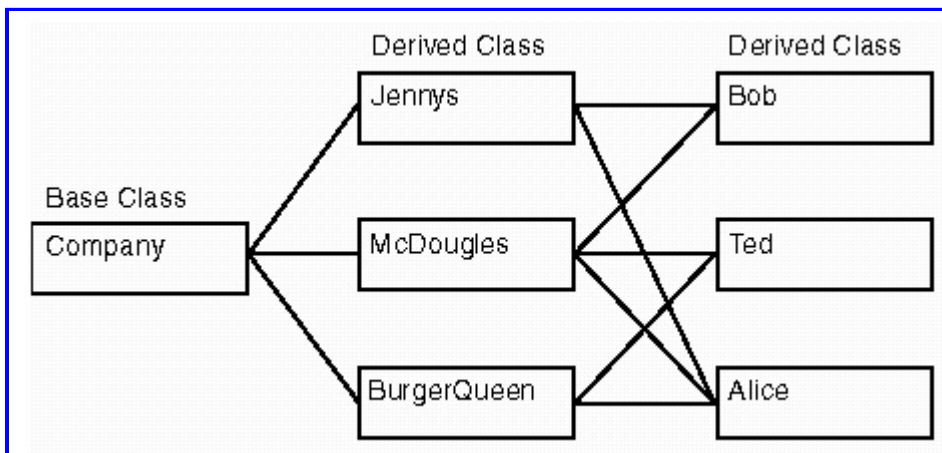 Derived Class
Derived Class
Jennys
Bob
Base Class
Company
McDougles
Ted
BurgerQueen
Alice